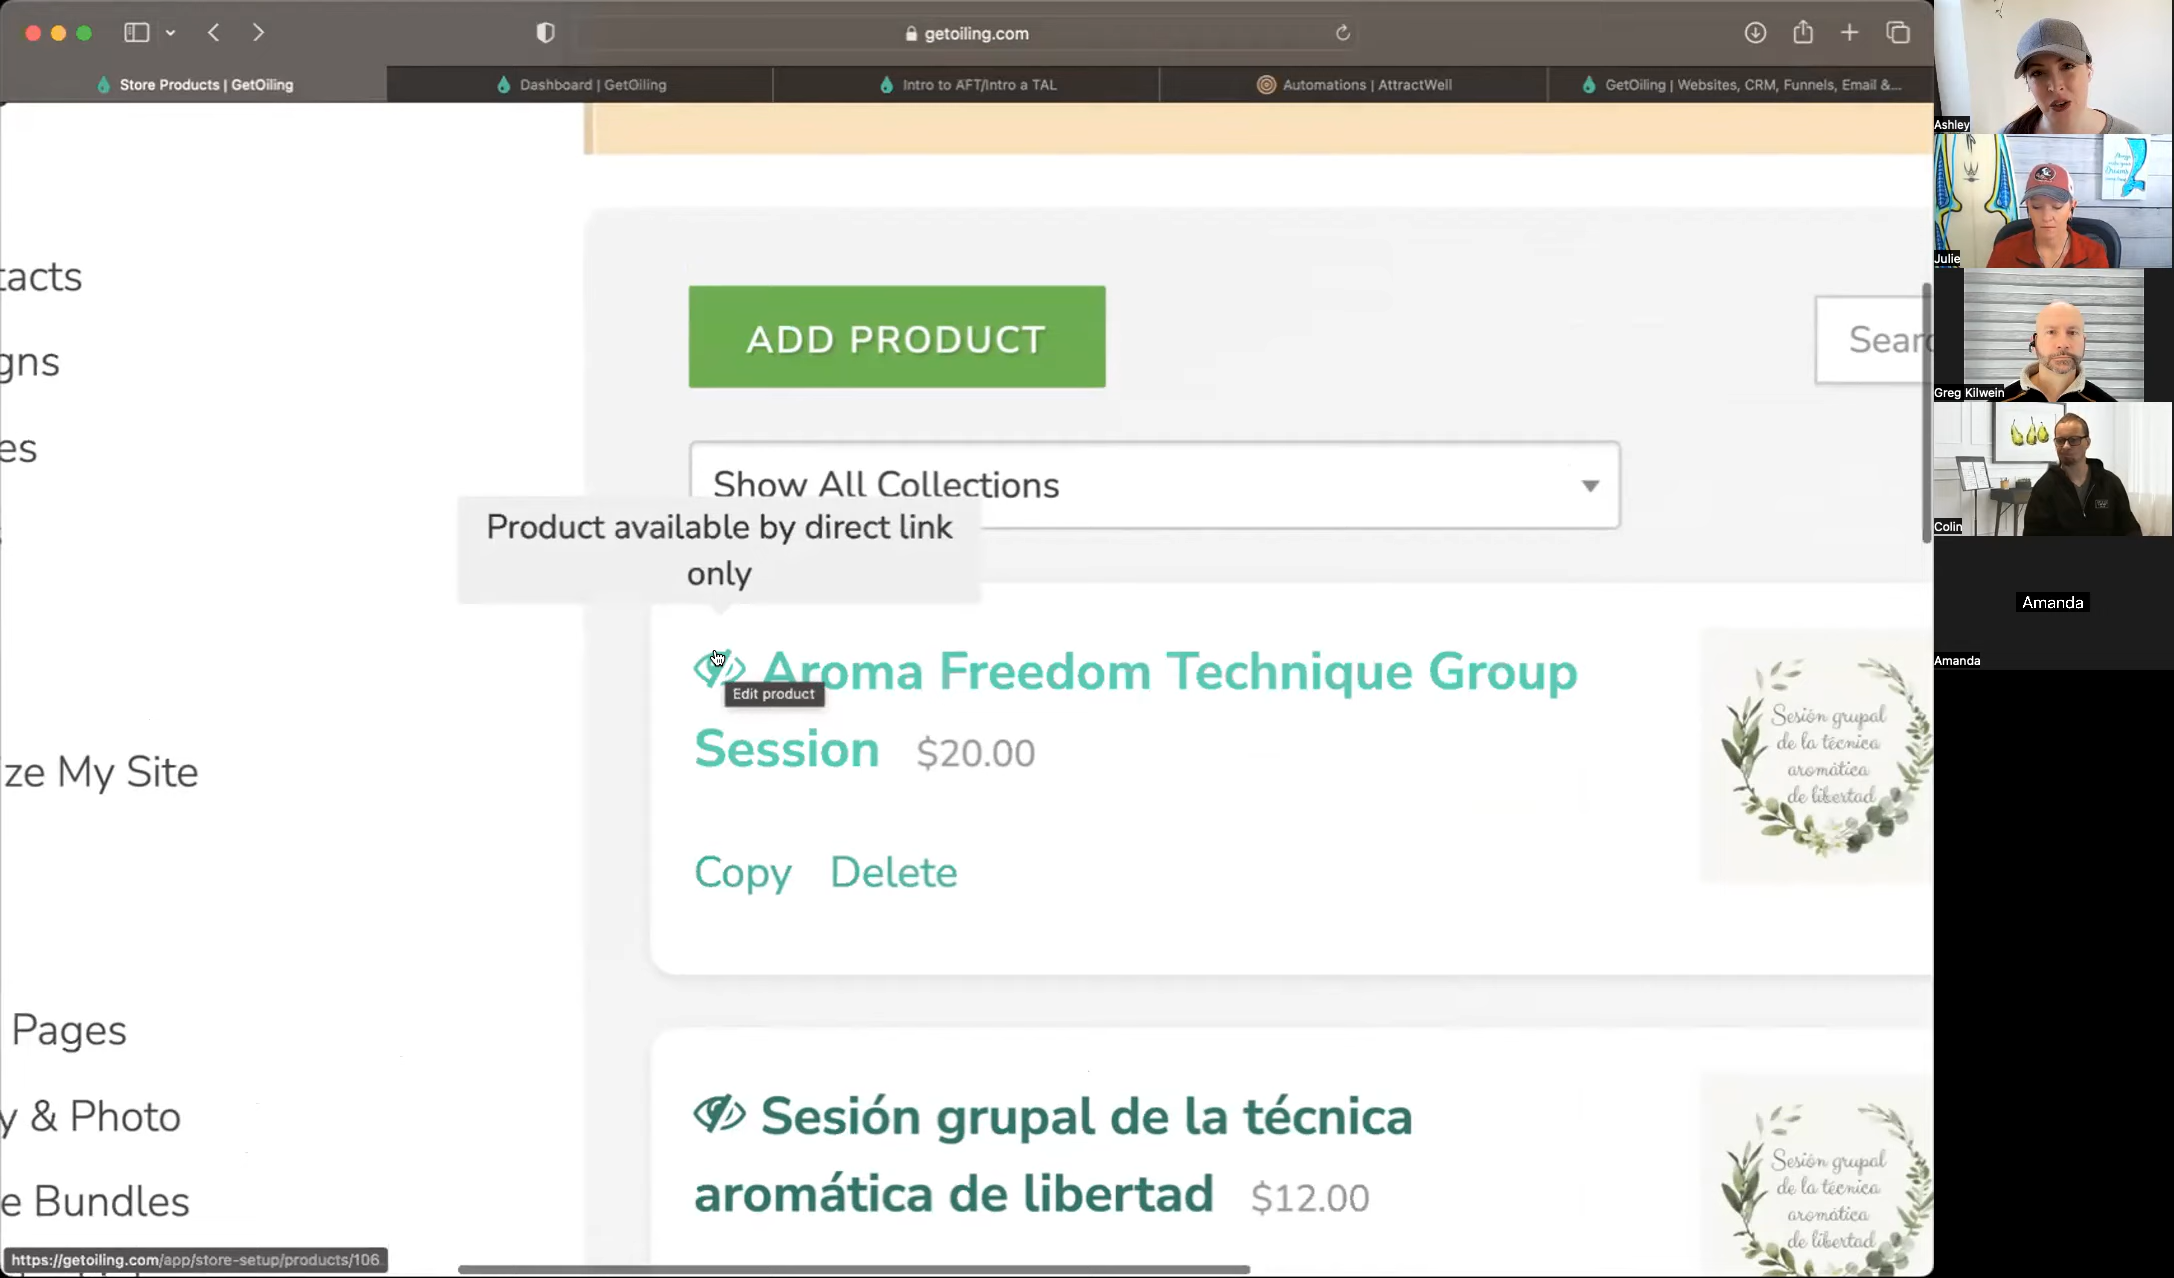 getoiling.com
Store Products | GetOiling
Dashboard | GetOiling
Intro to AFT/Intro a TAL
Automations | AttractWell
GetOiling | Websites, CRM, Funnels, Email &...
tacts
gns
es
ze My Site
Pages
y & Photo
e Bundles
ADD PRODUCT
Sear
Show All Collections
Product available by direct link
only
Aroma Freedom Technique Group
Edit product
Session $20.00
Copy Delete
Sesión grupal
de la técnica
aromática
de libertad
Sesión grupal de la técnica
aromática de libertad $12.00
Sesión grupal
de la técnica
aromática
de libertad
https://getoiling.com/app/store-setup/products/106
Ashley
Julie
Greg Kilwein
Colin
Amanda
Amanda